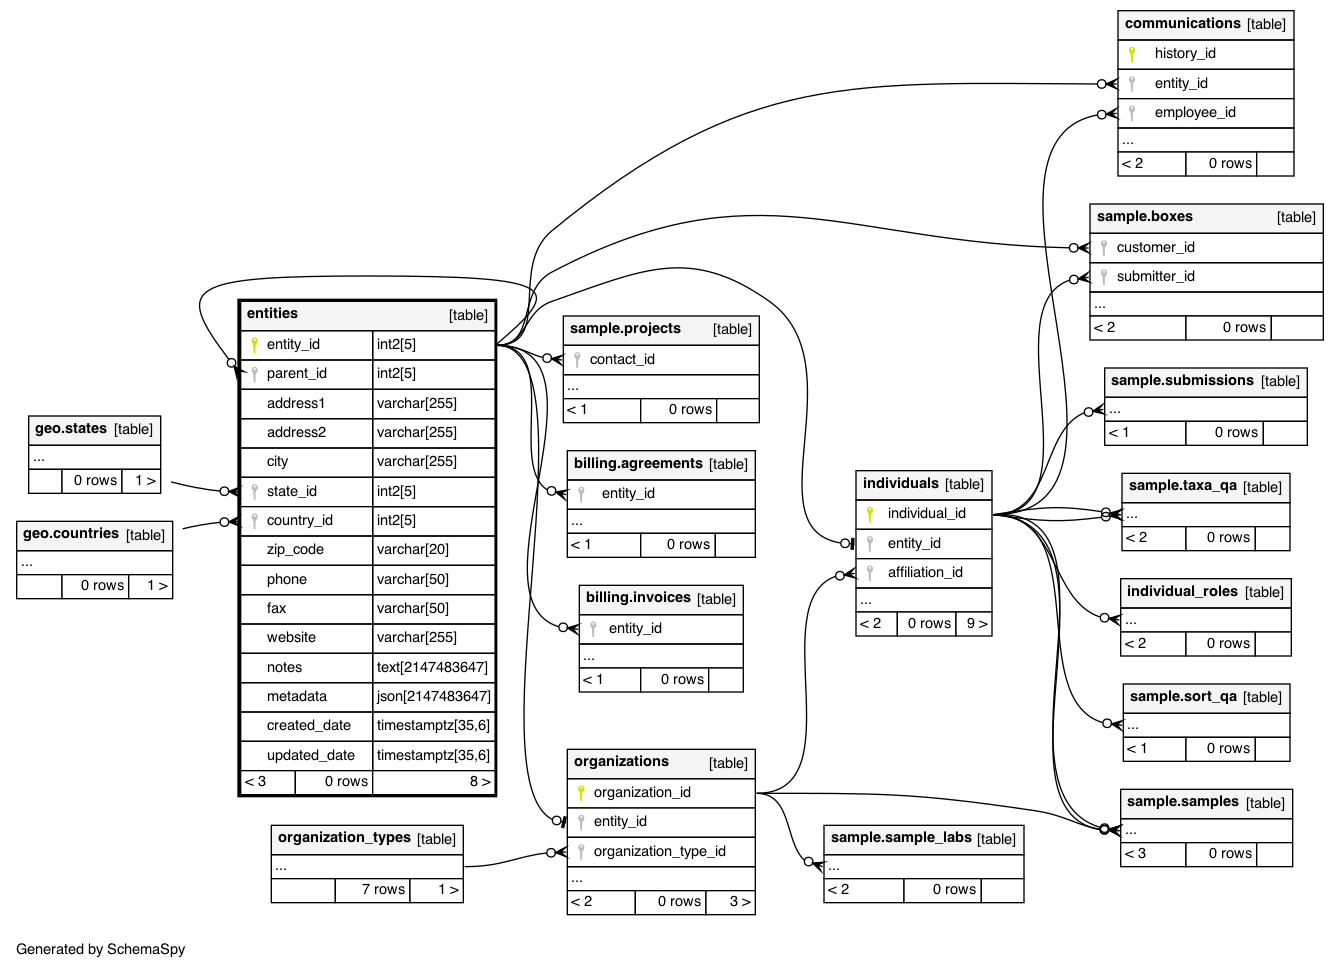 communications [table]
history_id
entity_id
employee_id
...
< 2 0 rows
sample.boxes [table]
customer_id
submitter_id
...
< 2 0 rows
entities [table]
entity_id int2[5]
parent_id int2[5]
address1 varchar[255]
address2 varchar[255]
city varchar[255]
state_id int2[5]
country_id int2[5]
zip_code varchar[20]
phone varchar[50]
fax varchar[50]
website varchar[255]
notes text[2147483647]
metadata json[2147483647]
created_date timestamptz[35,6]
updated_date timestamptz[35,6]
< 3 0 rows 8 >
sample.projects [table]
contact_id
...
< 1 0 rows
sample.submissions [table]
...
< 1 0 rows
geo.states [table]
...
0 rows 1 >
billing.agreements [table]
entity_id
...
< 1 0 rows
individuals [table]
individual_id
entity_id
affiliation_id
...
< 2 0 rows 9 >
sample.taxa_qa [table]
...
< 2 0 rows
geo.countries [table]
...
0 rows 1 >
billing.invoices [table]
entity_id
...
< 1 0 rows
individual_roles [table]
...
< 2 0 rows
sample.sort_qa [table]
...
< 1 0 rows
organizations [table]
organization_id
entity_id
organization_type_id
...
< 2 0 rows 3 >
sample.samples [table]
...
< 3 0 rows
organization_types [table]
...
7 rows 1 >
sample.sample_labs [table]
...
< 2 0 rows
Generated by SchemaSpy